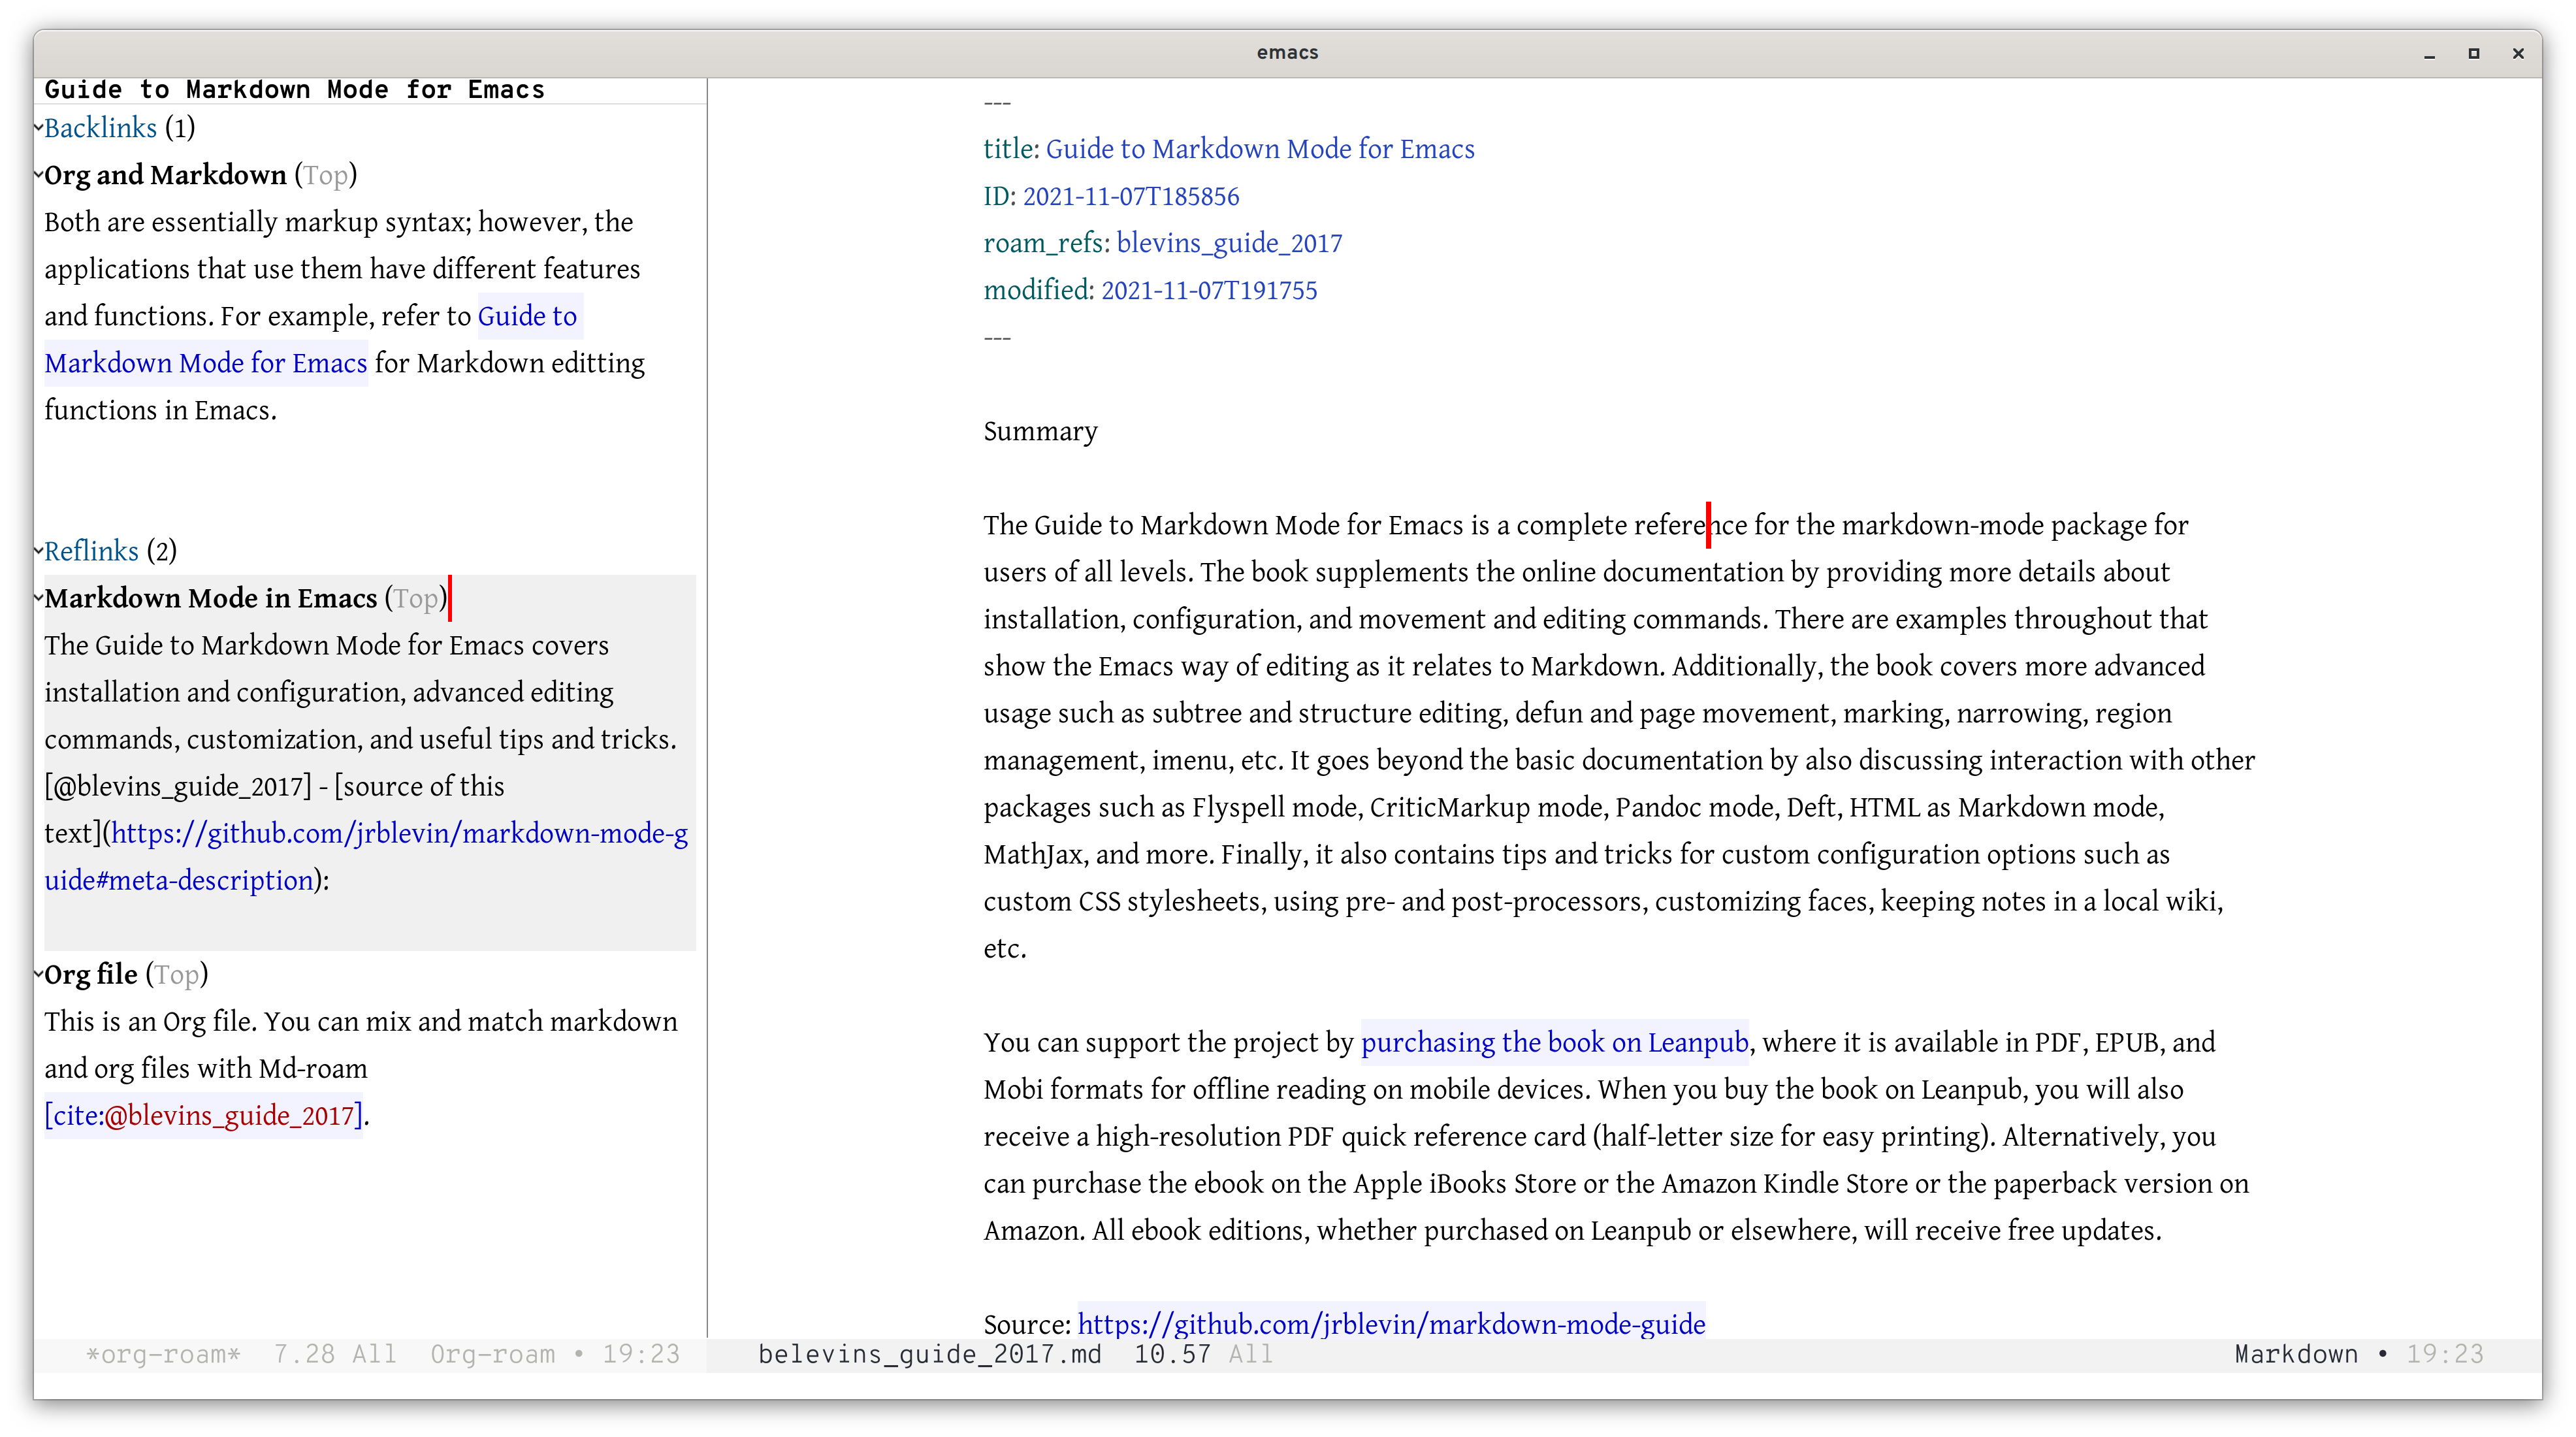 emacs
Guide to Markdown Mode for Emacs
Backlinks (1)
Org and Markdown (Top)
Both are essentially markup syntax; however, the
applications that use them have different features
and functions. For example, refer to Guide to
Markdown Mode for Emacs for Markdown editting
functions in Emacs.
Reflinks (2)
Markdown Mode in Emacs (Top)
The Guide to Markdown Mode for Emacs covers
installation and configuration, advanced editing
commands, customization, and useful tips and tricks.
[@blevins_guide_2017] - [source of this
text](https://github.com/jrblevin/markdown-mode-g
uide#meta-description):
Org file (Top)
This is an Org file. You can mix and match markdown
and org files with Md-roam
[cite:@blevins_guide_2017].
*org-roam* 7.28 All Org-roam • 19:23
---
title: Guide to Markdown Mode for Emacs
ID: 2021-11-07T185856
roam_refs: blevins_guide_2017
modified: 2021-11-07T191755
---
Summary
The Guide to Markdown Mode for Emacs is a complete reference for the markdown-mode package for
users of all levels. The book supplements the online documentation by providing more details about
installation, configuration, and movement and editing commands. There are examples throughout that
show the Emacs way of editing as it relates to Markdown. Additionally, the book covers more advanced
usage such as subtree and structure editing, defun and page movement, marking, narrowing, region
management, imenu, etc. It goes beyond the basic documentation by also discussing interaction with other
packages such as Flyspell mode, CriticMarkup mode, Pandoc mode, Deft, HTML as Markdown mode,
MathJax, and more. Finally, it also contains tips and tricks for custom configuration options such as
custom CSS stylesheets, using pre- and post-processors, customizing faces, keeping notes in a local wiki,
etc.
You can support the project by purchasing the book on Leanpub, where it is available in PDF, EPUB, and
Mobi formats for offline reading on mobile devices. When you buy the book on Leanpub, you will also
receive a high-resolution PDF quick reference card (half-letter size for easy printing). Alternatively, you
can purchase the ebook on the Apple iBooks Store or the Amazon Kindle Store or the paperback version on
Amazon. All ebook editions, whether purchased on Leanpub or elsewhere, will receive free updates.
Source: https://github.com/jrblevin/markdown-mode-guide
belevins_guide_2017.md 10.57 All
Markdown • 19:23